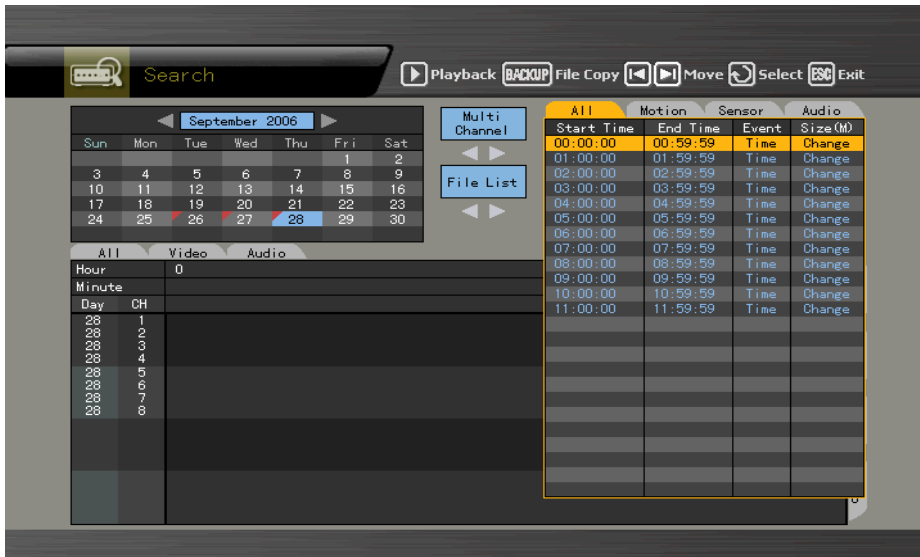 Search
Playback BACKUP File Copy Move Select ESC Exit
September 2006
Sun Mon Tue Wed Thu Fri Sat
1 2
3 4 5 6 7 8 9
10 11 12 13 14 15 16
17 18 19 20 21 22 23
24 25 26 27 28 29 30
Multi
Channel
File List
All Motion Sensor Audio
Start Time End Time Event Size(M)
00:00:00 00:59:59 Time Change
01:00:00 01:59:59 Time Change
02:00:00 02:59:59 Time Change
03:00:00 03:59:59 Time Change
04:00:00 04:59:59 Time Change
05:00:00 05:59:59 Time Change
06:00:00 06:59:59 Time Change
07:00:00 07:59:59 Time Change
08:00:00 08:59:59 Time Change
09:00:00 09:59:59 Time Change
10:00:00 10:59:59 Time Change
11:00:00 11:59:59 Time Change
All Video Audio
Hour 0
Minute
Day CH
28 1
28 2
28 3
28 4
28 5
28 6
28 7
28 8